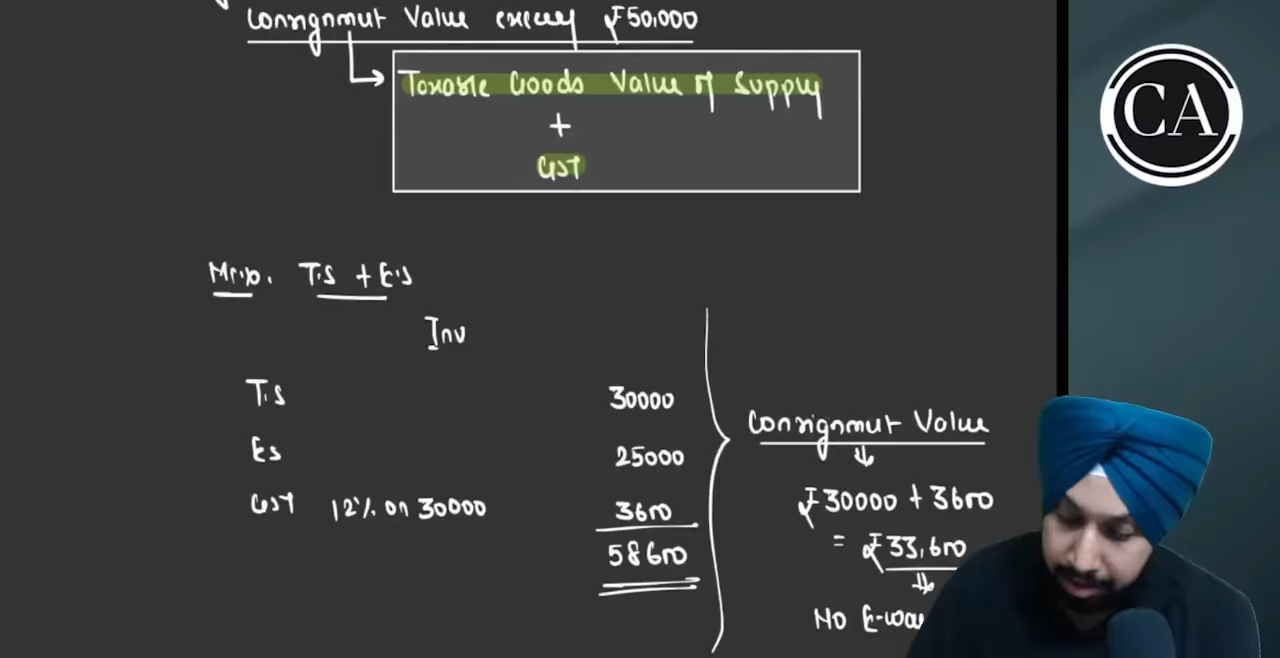 Consignment Value exceeds ₹50,000
Taxable Goods Value of Supply
+
GST
CA
T.S + E.S
Inv
T.S 30000
ES 25000
GST 12% on 30000 3600
58600
Consignment Value
₹30000 + 3600
= ₹33,600
No E-way